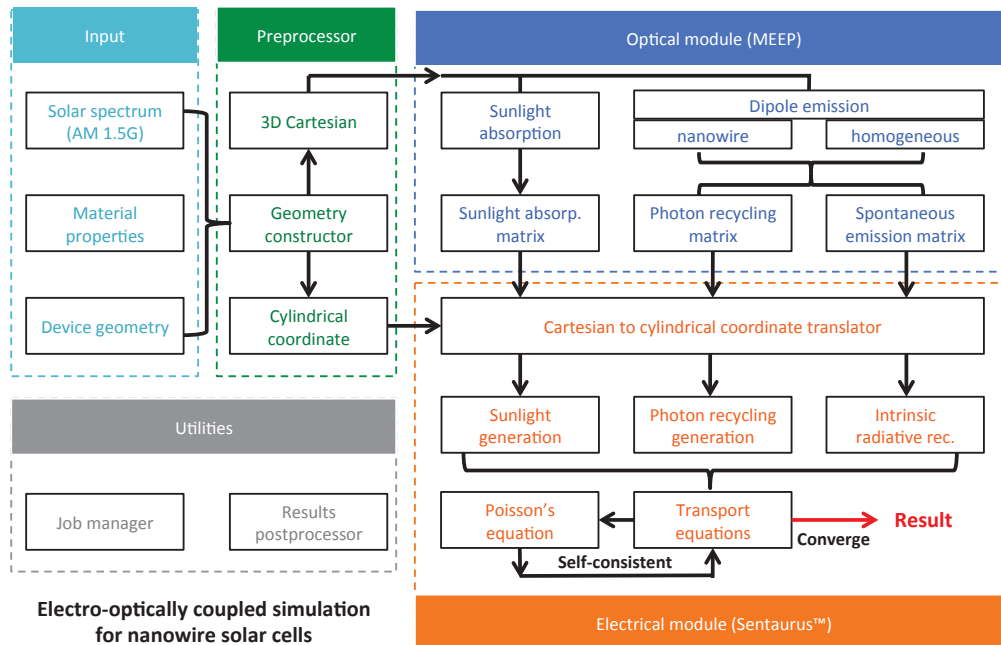 Input
Preprocessor
Optical module (MEEP)
Solar spectrum
(AM 1.5G)
3D Cartesian
Sunlight
absorption
Dipole emission
nanowire
homogeneous
Material
properties
Geometry
constructor
Sunlight absorp.
matrix
Photon recycling
matrix
Spontaneous
emission matrix
Device geometry
Cylindrical
coordinate
Cartesian to cylindrical coordinate translator
Utilities
Sunlight
generation
Photon recycling
generation
Intrinsic
radiative rec.
Job manager
Results
postprocessor
Poisson's
equation
Transport
equations
Result
Converge
Self-consistent
Electro-optically coupled simulation
for nanowire solar cells
Electrical module (Sentaurus™)